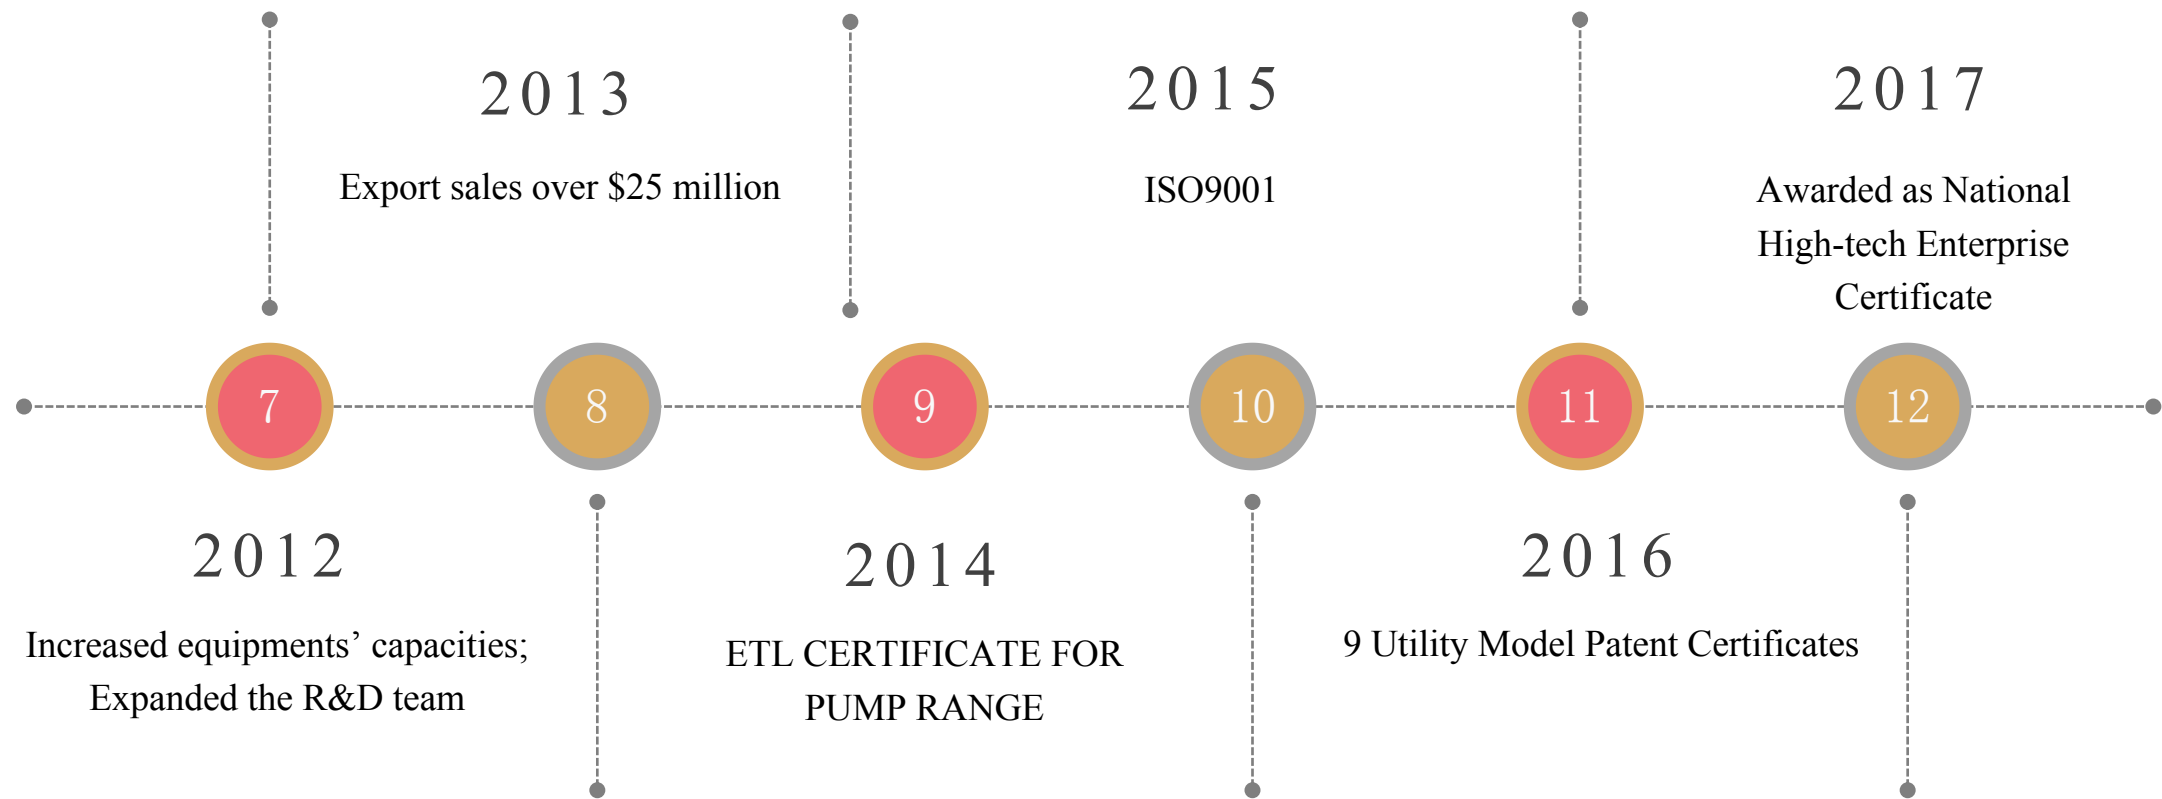 2013
Export sales over $25 million
2015
ISO9001
2017
Awarded as National
High-tech Enterprise
Certificate
7
8
9
10
11
12
2012
Increased equipments’ capacities;
Expanded the R&D team
2014
ETL CERTIFICATE FOR
PUMP RANGE
2016
9 Utility Model Patent Certificates